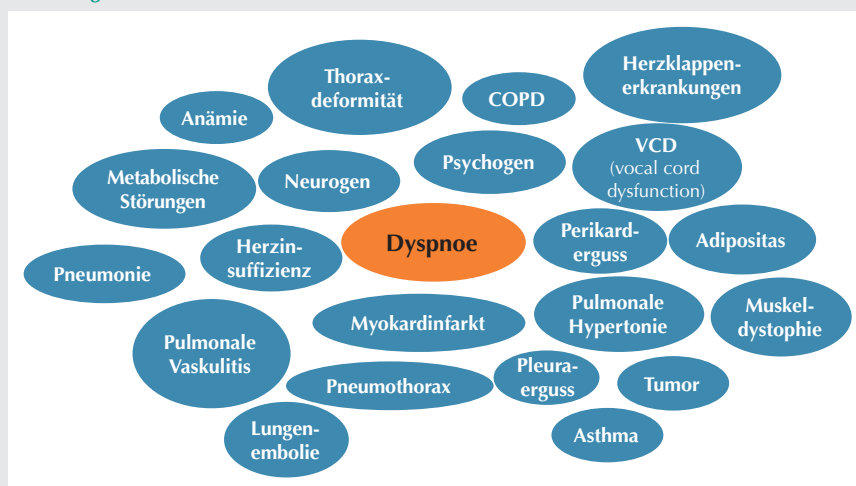 Thorax-
deformität
COPD
Herzklappen-
erkrankungen
Anämie
VCD
(vocal cord
dysfunction)
Psychogen
Metabolische
Störungen
Neurogen
Dyspnoe
Perikard-
erguss
Adipositas
Pneumonie
Herzin-
suffizienz
Myokardinfarkt
Pulmonale
Hypertonie
Muskel-
dystophie
Pulmonale
Vaskulitis
Pneumothorax
Pleura-
erguss
Tumor
Lungen-
embolie
Asthma